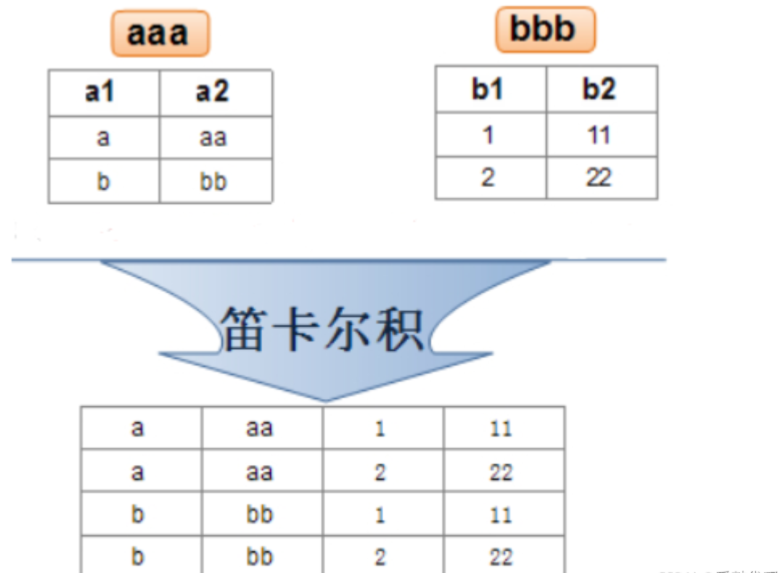 aaa bbb
a1 a2 b1 b2
a aa 1 11
b bb 2 22
笛卡尔积
a aa 1 11
a aa 2 22
b bb 1 11
b bb 2 22